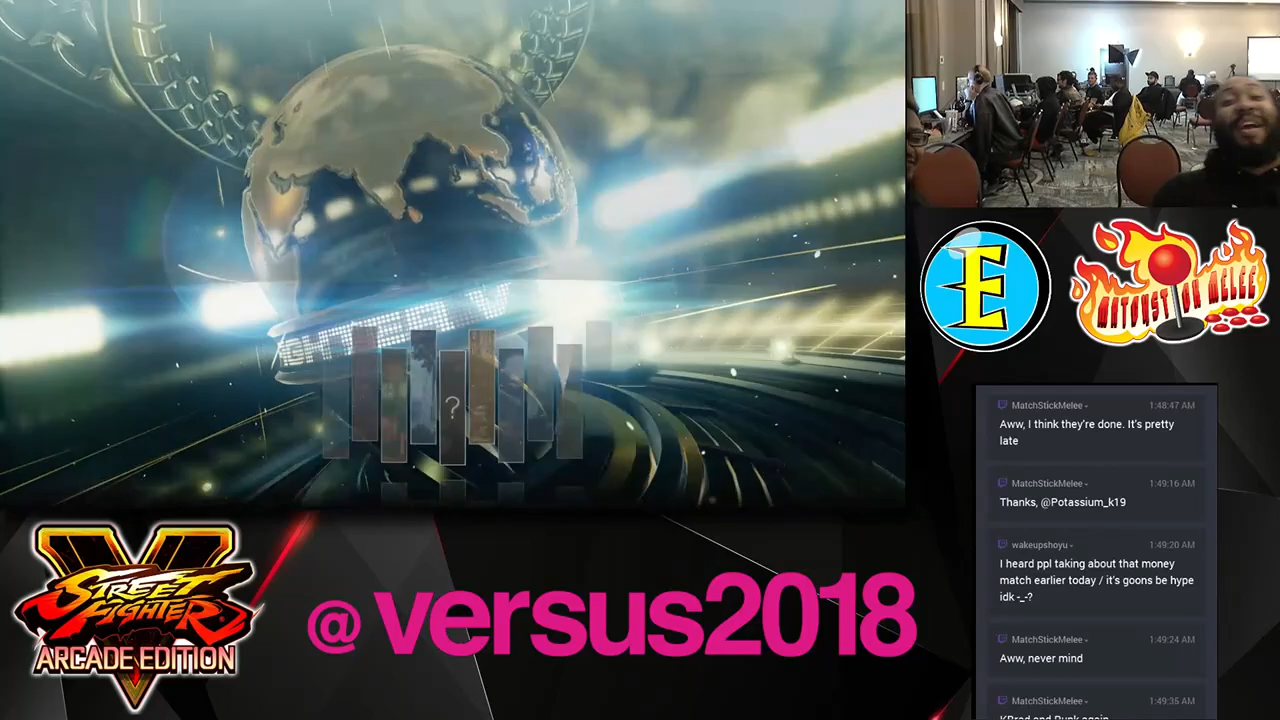 ?
E
MATCHSTICK MELEE
MatchStickMelee
1:48:47 AM
Aww, I think they're done. It's pretty
late
MatchStickMelee
1:49:16 AM
Thanks, @Potassium_k19
wakeupshoyu
1:49:20 AM
I heard ppl taking about that money
match earlier today / it's goons be hype
idk -_-?
MatchStickMelee
1:49:24 AM
Aww, never mind
MatchStickMelee
1:49:35 AM
V
STREET
FIGHTER
ARCADE EDITION
@versus2018